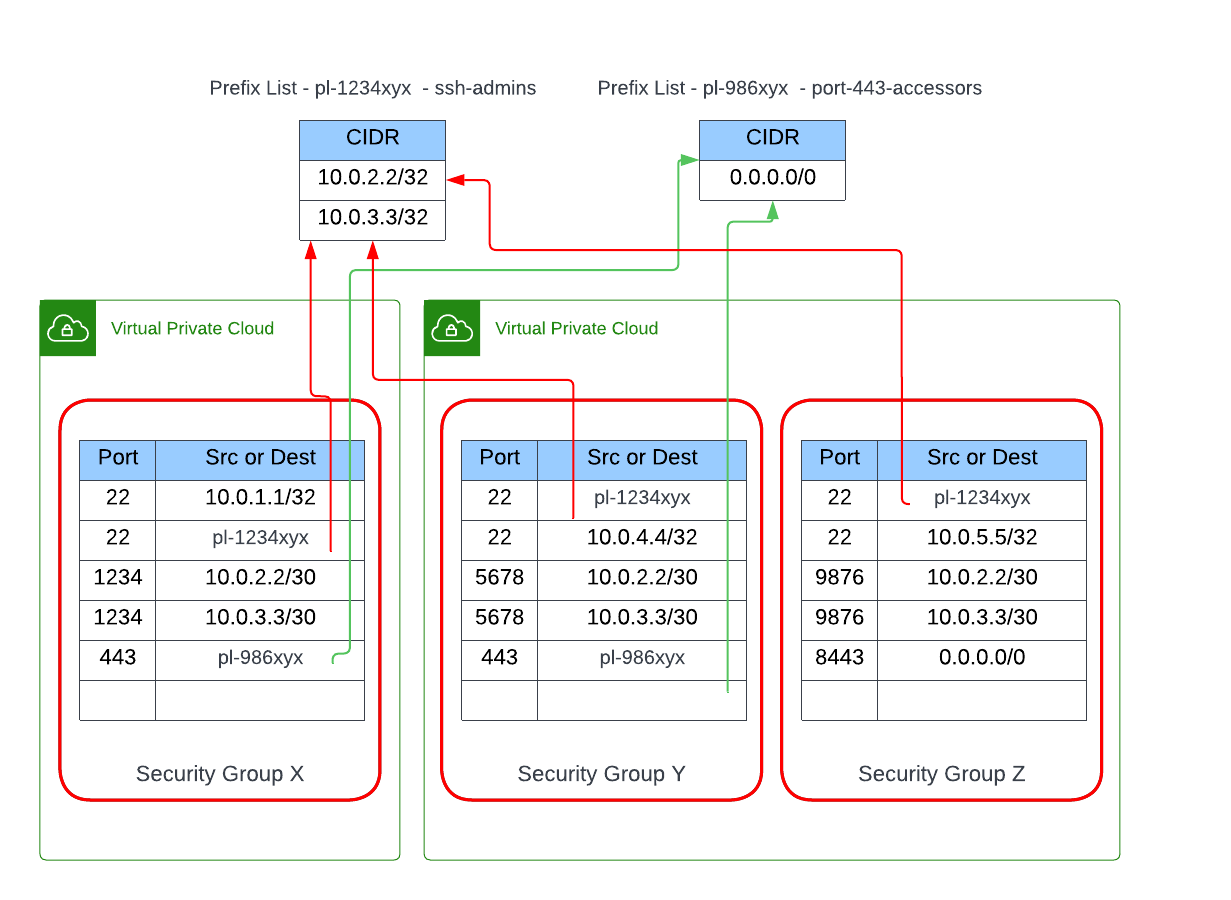 Prefix List - pl-1234xyx - ssh-admins
Prefix List - pl-986xyx - port-443-accessors
CIDR
10.0.2.2/32
10.0.3.3/32
CIDR
0.0.0.0/0
Virtual Private Cloud
Virtual Private Cloud
Port Src or Dest
22 10.0.1.1/32
22 pl-1234xyx
1234 10.0.2.2/30
1234 10.0.3.3/30
443 pl-986xyx
Security Group X
Port Src or Dest
22 pl-1234xyx
22 10.0.4.4/32
5678 10.0.2.2/30
5678 10.0.3.3/30
443 pl-986xyx
Security Group Y
Port Src or Dest
22 pl-1234xyx
22 10.0.5.5/32
9876 10.0.2.2/30
9876 10.0.3.3/30
8443 0.0.0.0/0
Security Group Z